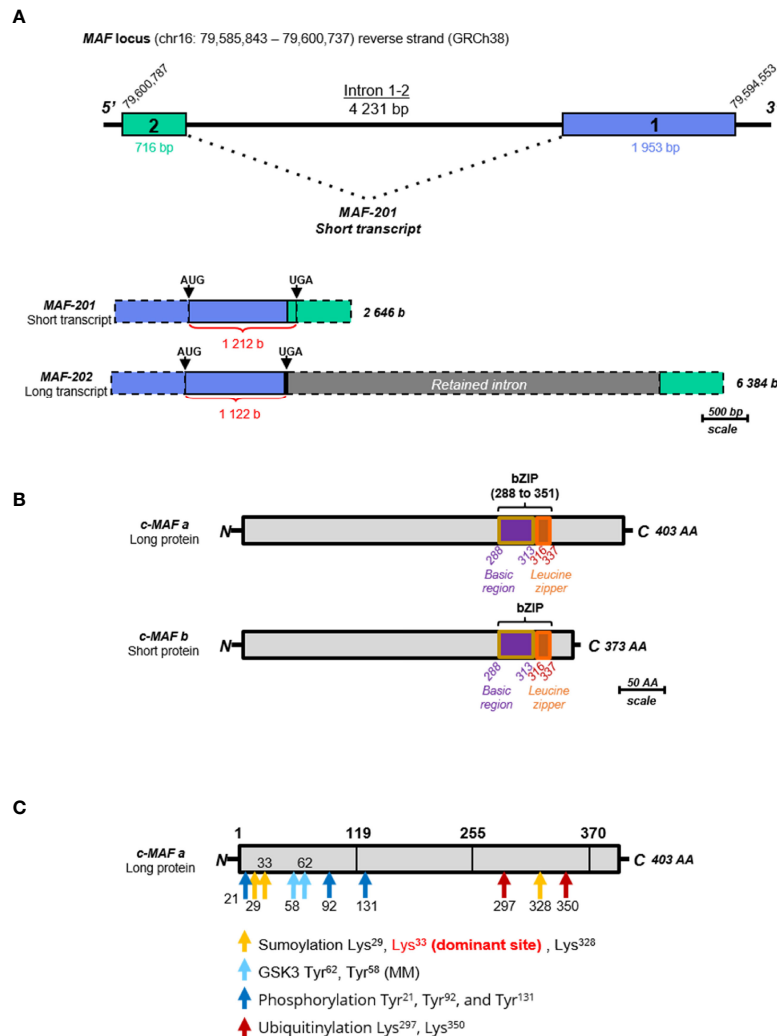 A
MAF locus (chr16: 79,585,843 – 79,600,737) reverse strand (GRCh38)
79,600,787
79,594,553
Intron 1-2
4 231 bp
5'
3'
2
1
716 bp
1 953 bp
MAF-201
Short transcript
AUG
UGA
MAF-201
Short transcript
2 646 b
1 212 b
AUG
UGA
MAF-202
Long transcript
Retained intron
6 384 b
1 122 b
500 bp
scale
B
bZIP
(288 to 351)
c-MAF a
Long protein
N
C 403 AA
288
313
316
337
Basic
region
Leucine
zipper
bZIP
c-MAF b
Short protein
N
C 373 AA
288
313
316
337
Basic
region
Leucine
zipper
50 AA
scale
C
1
119
255
370
c-MAF a
Long protein
N
33
62
C 403 AA
21
29
58
92
131
297
328
350
Sumoylation Lys²⁹, Lys³³ (dominant site) , Lys³²⁸
GSK3 Tyr⁶², Tyr⁵⁸ (MM)
Phosphorylation Tyr²¹, Tyr⁹², and Tyr¹³¹
Ubiquitinylation Lys²⁹⁷, Lys³⁵⁰